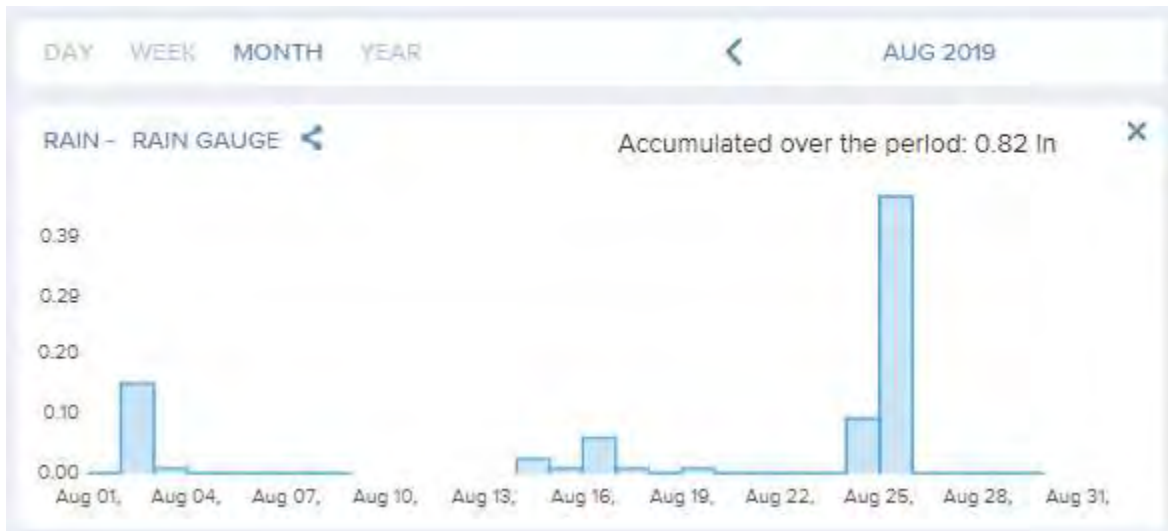 DAY WEEK MONTH YEAR AUG 2019
RAIN - RAIN GAUGE Accumulated over the period: 0.82 in
0.39
0.29
0.20
0.10
0.00
Aug 01, Aug 04, Aug 07, Aug 10, Aug 13, Aug 16, Aug 19, Aug 22, Aug 25, Aug 28, Aug 31,